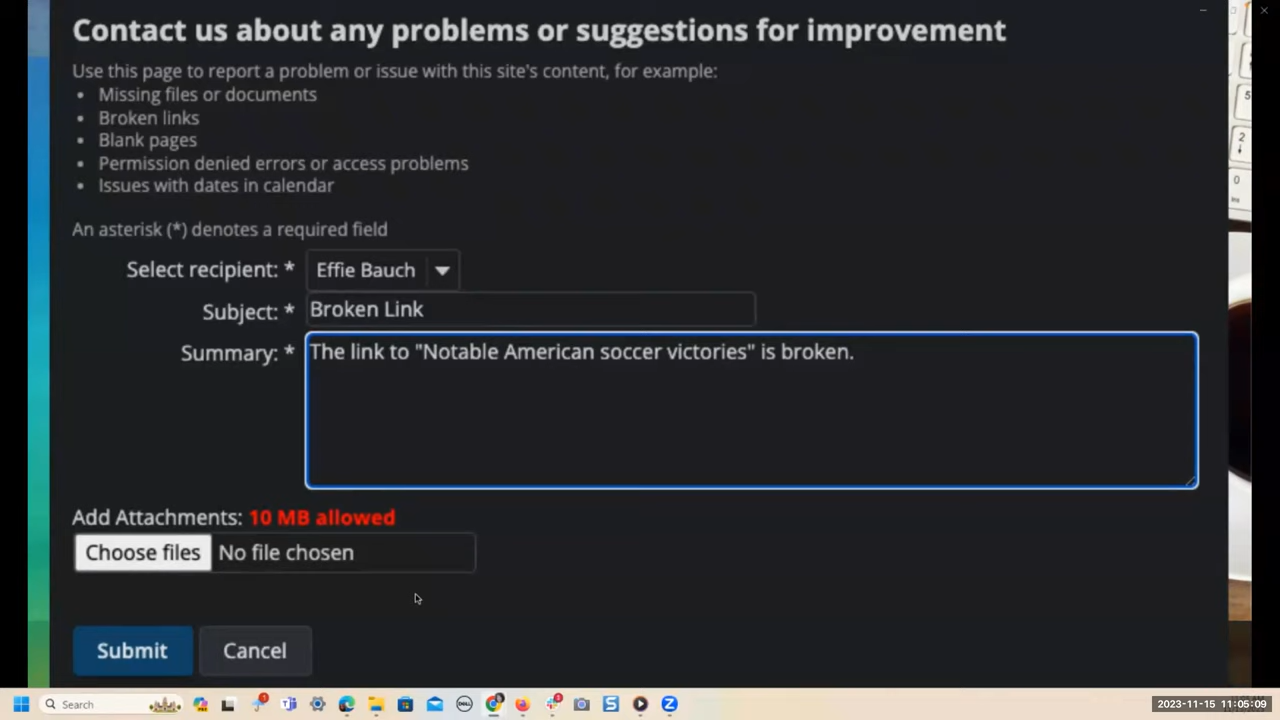 Contact us about any problems or suggestions for improvement
Use this page to report a problem or issue with this site's content, for example:
• Missing files or documents
• Broken links
• Blank pages
• Permission denied errors or access problems
• Issues with dates in calendar
An asterisk (*) denotes a required field
Select recipient: * Effie Bauch
Subject: * Broken Link
Summary: * The link to "Notable American soccer victories" is broken.
Add Attachments: 10 MB allowed
Choose files No file chosen
Submit Cancel
Search
2023-11-15 11:05:09